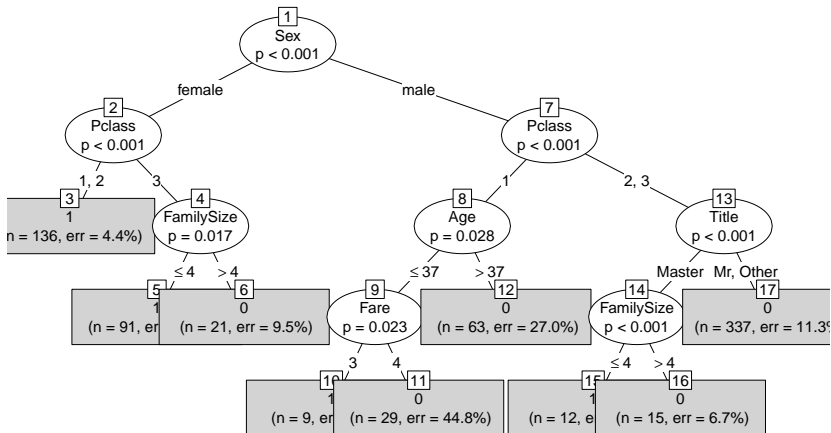 1
Sex
p < 0.001
female
male
2
Pclass
p < 0.001
7
Pclass
p < 0.001
1, 2
3
1
2, 3
3
1
n = 136, err = 4.4%)
4
FamilySize
p = 0.017
8
Age
p = 0.028
13
Title
p < 0.001
≤ 4
> 4
≤ 37
> 37
Master
Mr, Other
5
1
(n = 91, er
6
0
(n = 21, err = 9.5%)
9
Fare
p = 0.023
12
0
(n = 63, err = 27.0%)
14
FamilySize
p < 0.001
17
0
(n = 337, err = 11.3%
3
4
≤ 4
> 4
10
1
(n = 9, er
11
0
(n = 29, err = 44.8%)
15
1
(n = 12, e
16
0
(n = 15, err = 6.7%)